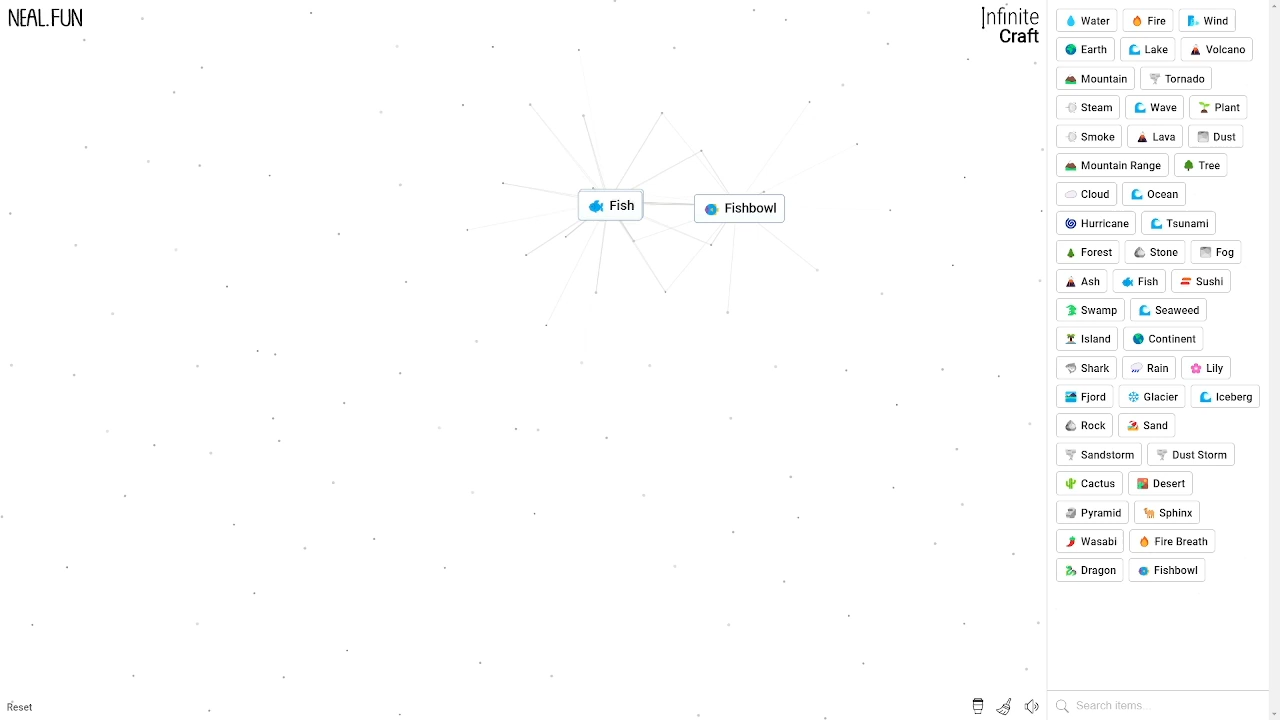 NEAL.FUN
Infinite
Craft
Fish
Fishbowl
Water Fire Wind
Earth Lake Volcano
Mountain Tornado
Steam Wave Plant
Smoke Lava Dust
Mountain Range Tree
Cloud Ocean
Hurricane Tsunami
Forest Stone Fog
Ash Fish Sushi
Swamp Seaweed
Island Continent
Rain Lily
Fjord Glacier Iceberg
Rock Sand
Sandstorm Dust Storm
Cactus Desert
Pyramid Sphinx
Wasabi Fire Breath
Dragon Fishbowl
Reset
Search items...